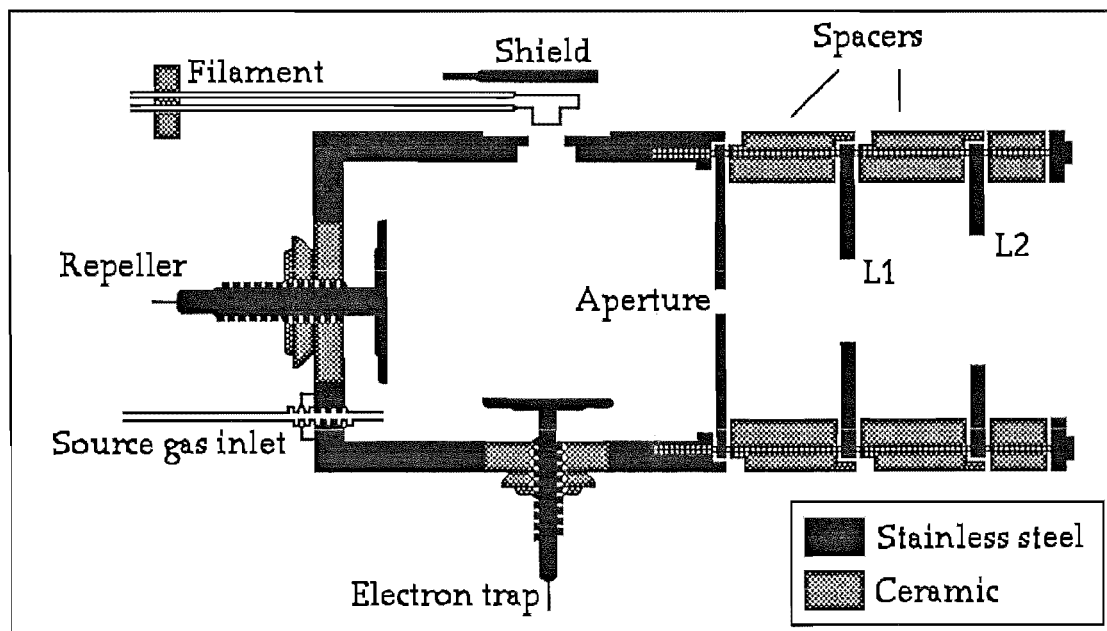 Spacers
Shield
Filament
L2
L1
Repeller
Aperture
Source gas inlet
Stainless steel
Electron trap
Ceramic